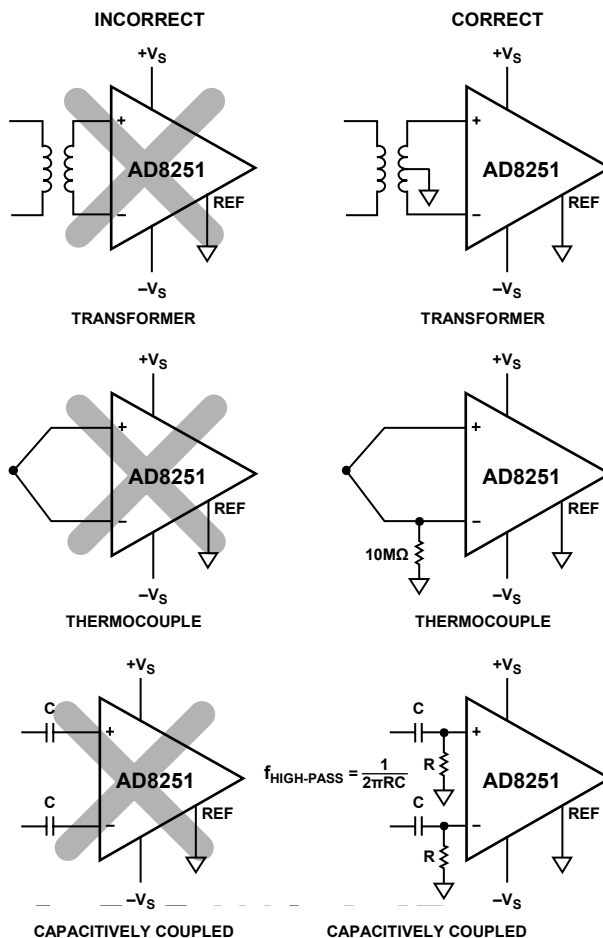 INCORRECT
CORRECT
+VS
+
AD8251
REF
−
−VS
TRANSFORMER
+VS
+
AD8251
−
REF
−VS
TRANSFORMER
+VS
+
AD8251
REF
−
−VS
THERMOCOUPLE
+VS
+
AD8251
−
REF
10MΩ
−VS
THERMOCOUPLE
+VS
C
+
AD8251
C
−
REF
−VS
CAPACITIVELY COUPLED
+VS
C
+
R
fHIGH-PASS = 1/2πRC
AD8251
C
−
REF
R
−VS
CAPACITIVELY COUPLED